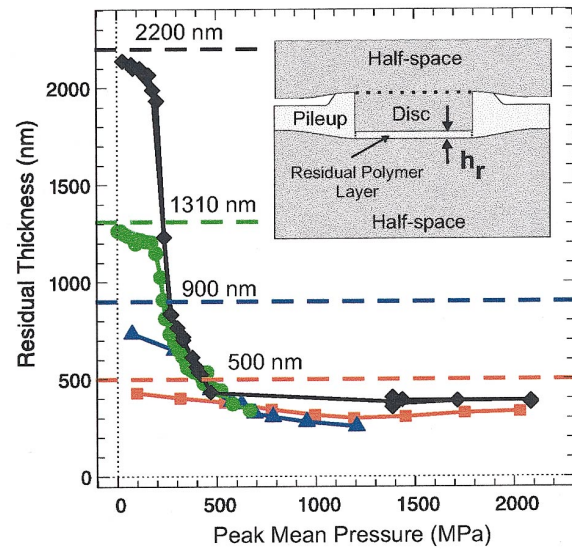 2200 nm
2000
1500
1310 nm
1000
900 nm
500 nm
500
0
Residual Thickness (nm)
0 500 1000 1500 2000
Peak Mean Pressure (MPa)
Half-space
Pileup
Disc
Residual Polymer
Layer
hr
Half-space